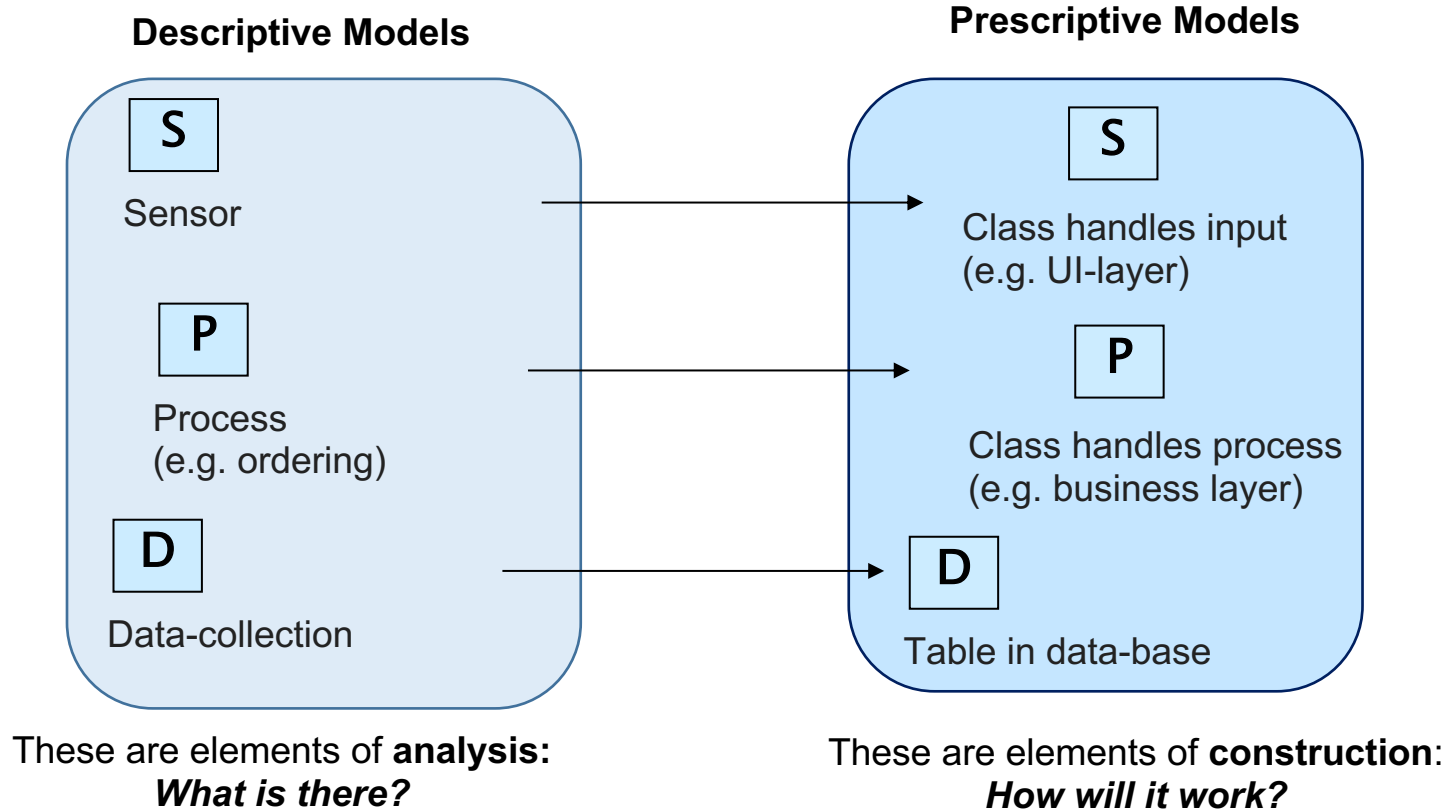 Descriptive Models
S
Sensor
P
Process
(e.g. ordering)
D
Data-collection
These are elements of analysis:
What is there?
Prescriptive Models
S
Class handles input
(e.g. UI-layer)
P
Class handles process
(e.g. business layer)
D
Table in data-base
These are elements of construction:
How will it work?